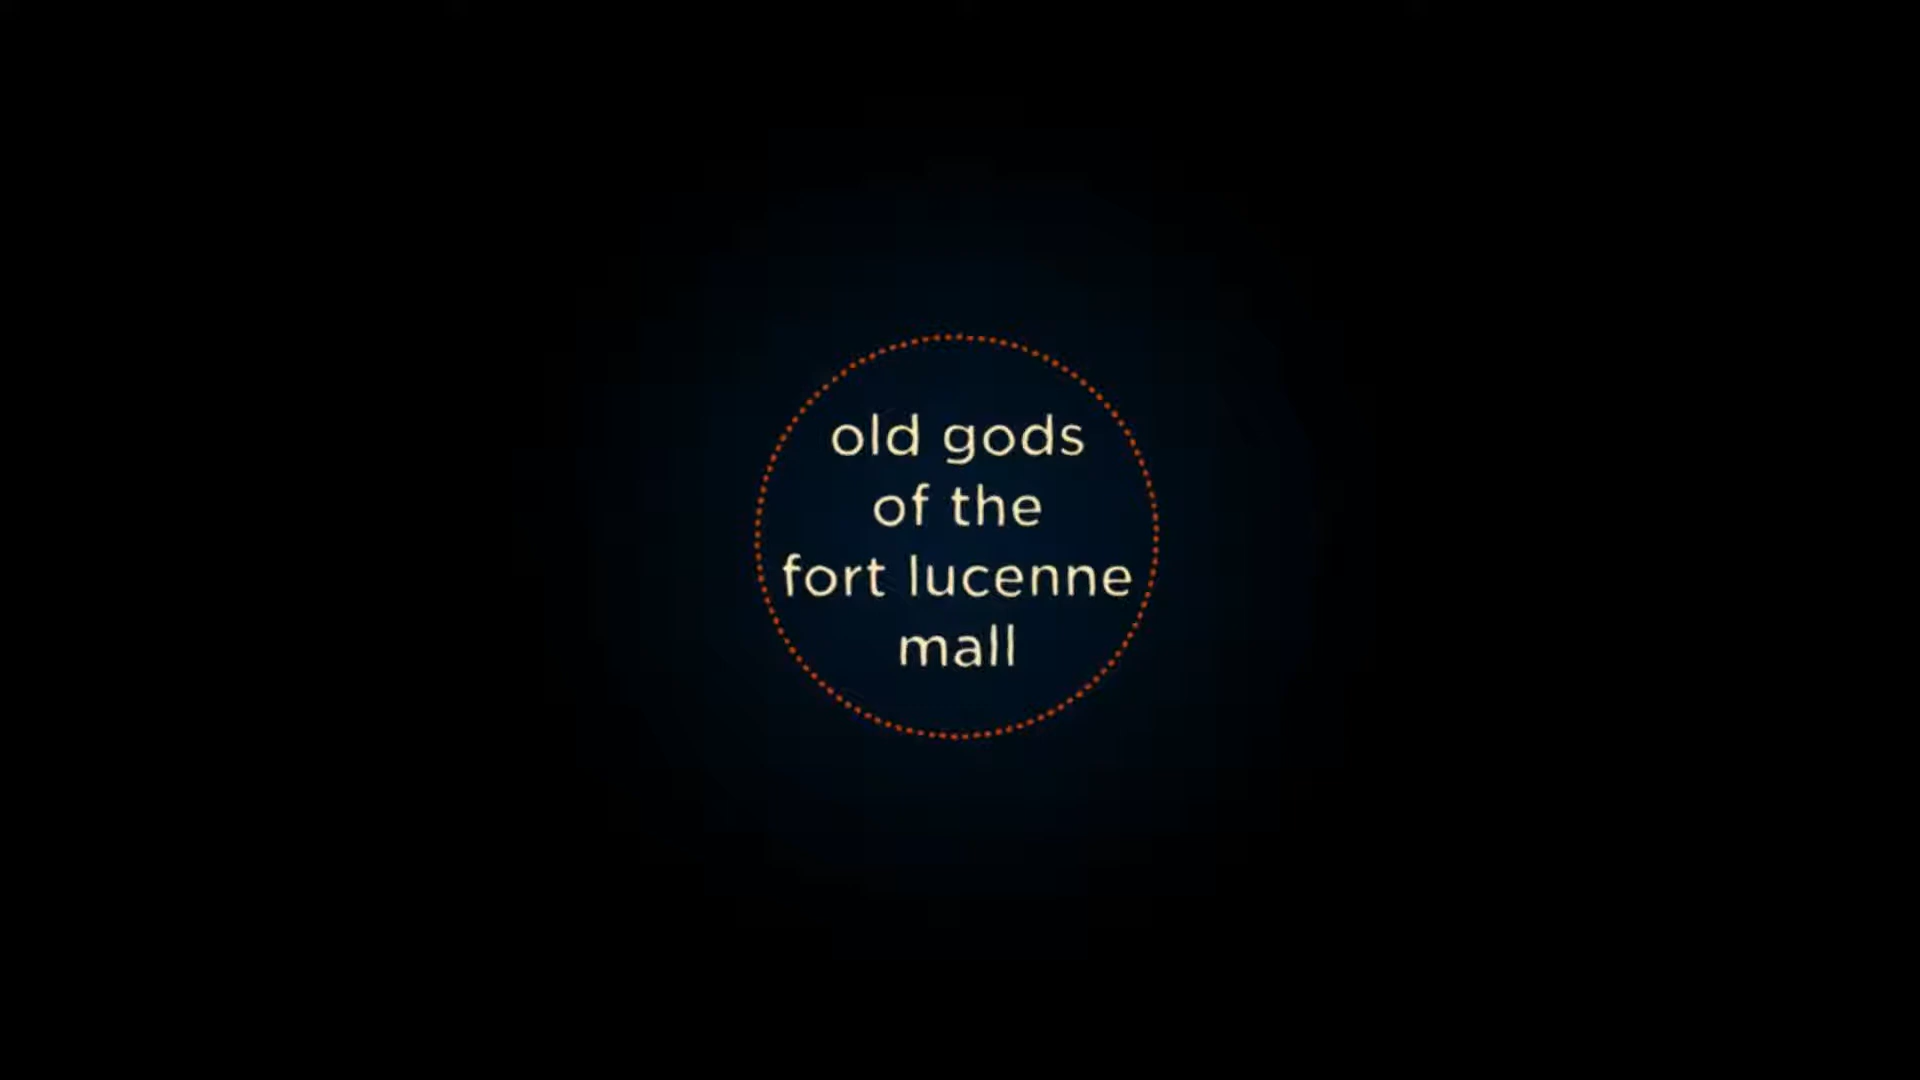 old gods
of the
fort lucenne
mall